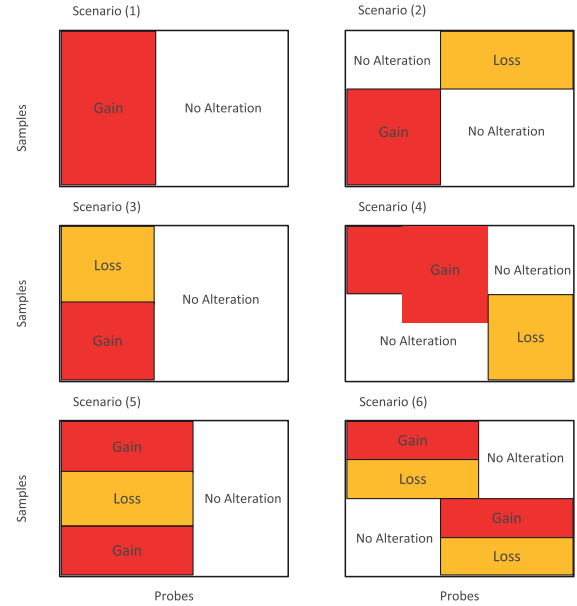 Scenario (1)
Scenario (2)
Samples
Gain
No Alteration
No Alteration
Loss
Gain
No Alteration
Scenario (3)
Scenario (4)
Samples
Loss
Gain
No Alteration
Gain
No Alteration
No Alteration
Loss
Scenario (5)
Scenario (6)
Samples
Gain
Loss
Gain
No Alteration
Gain
Loss
No Alteration
No Alteration
Gain
Loss
Probes
Probes